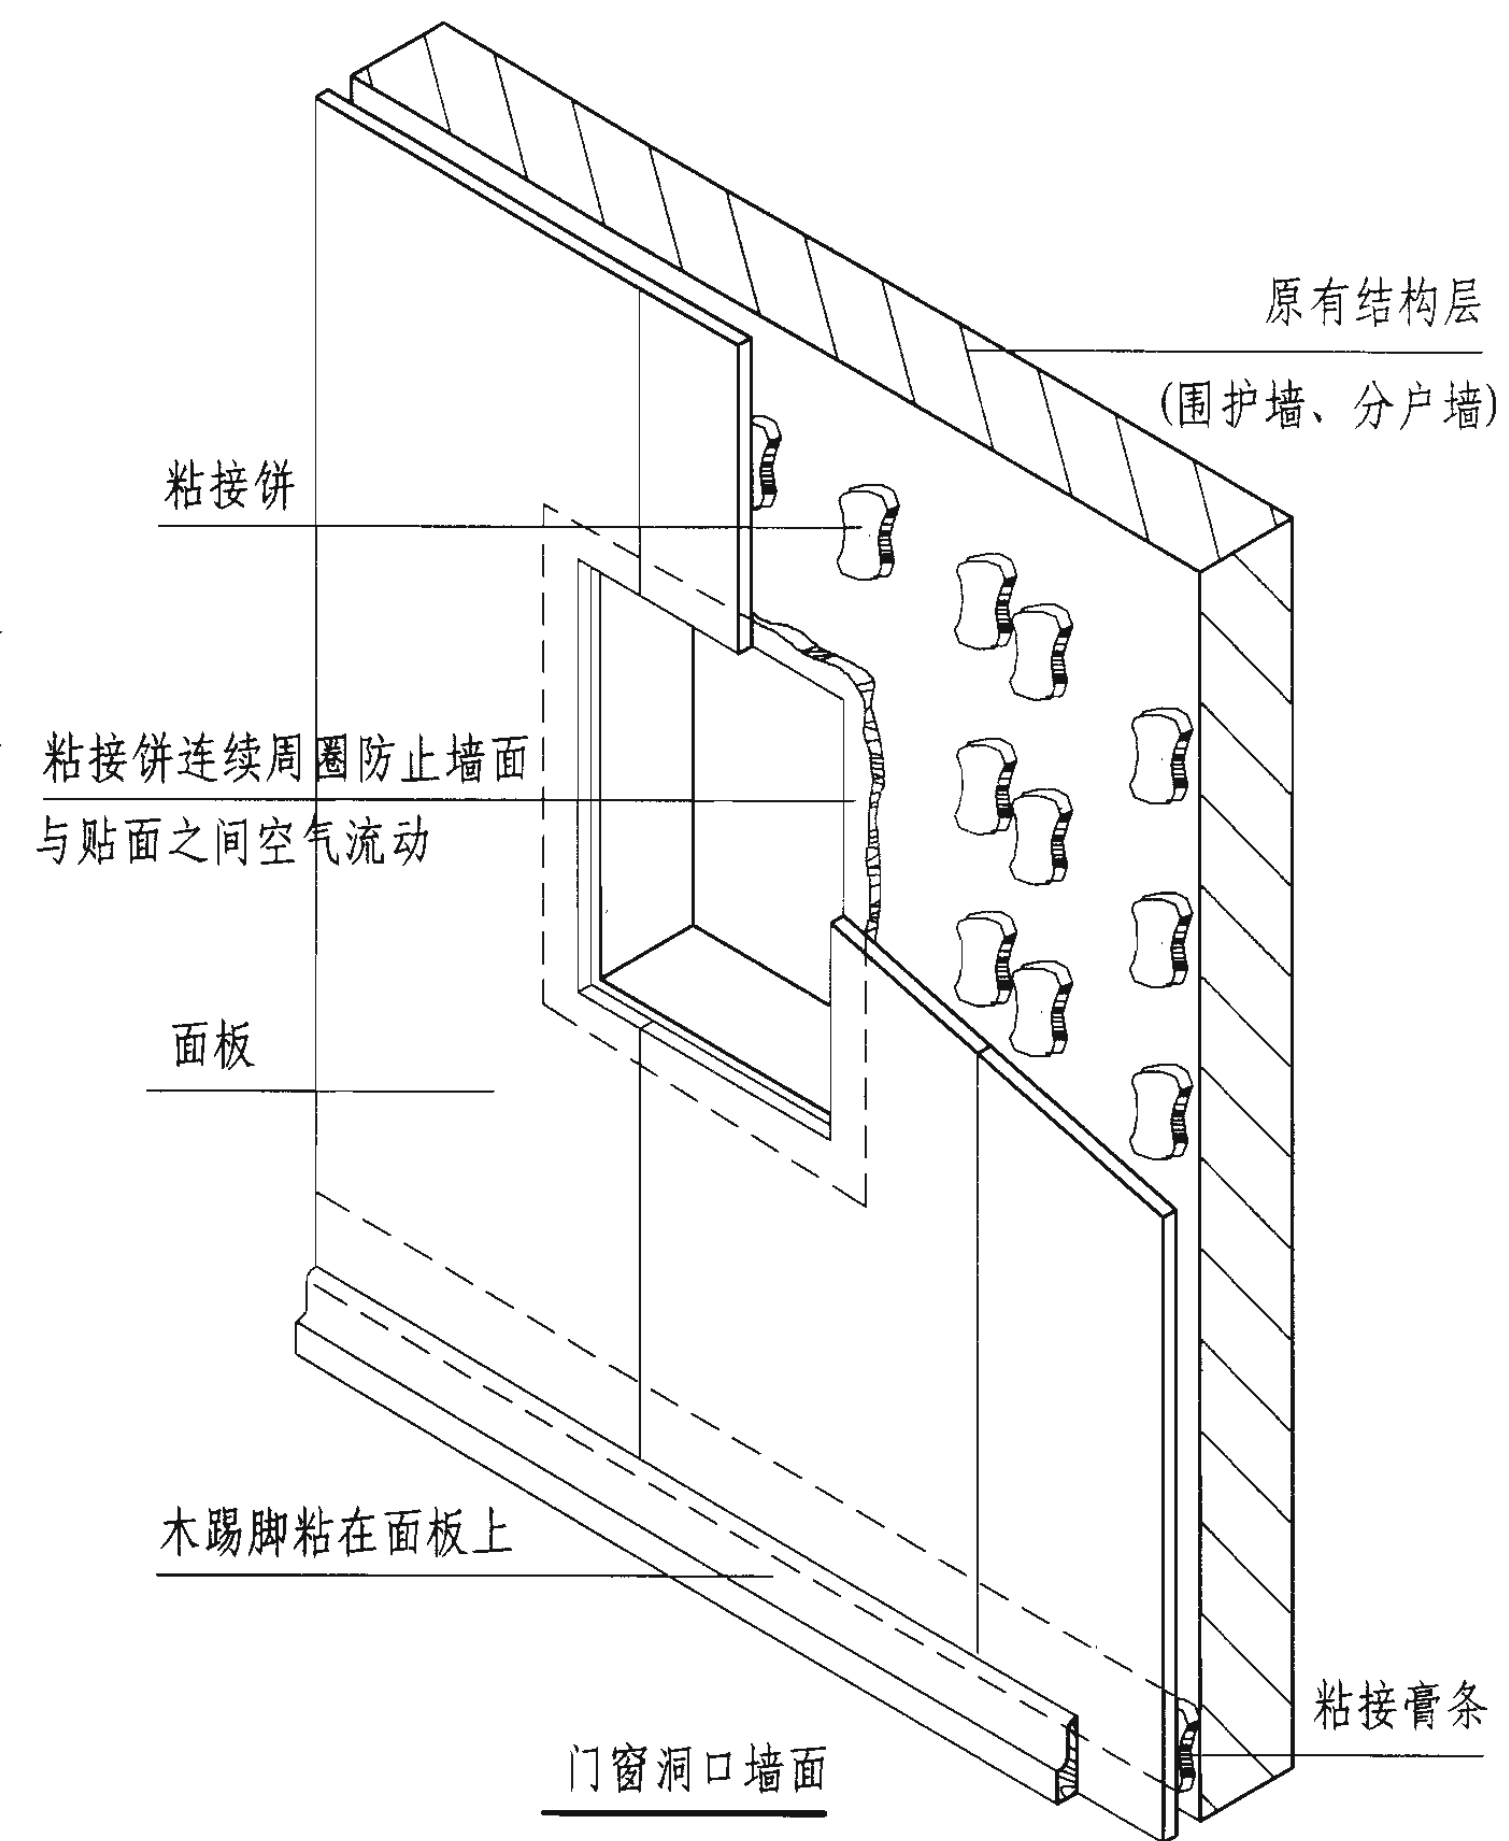 原有结构层
(围护墙、分户墙)
粘接饼
粘接饼连续周圈防止墙面
与贴面之间空气流动
面板
木踢脚粘在面板上
粘接膏条
门窗洞口墙面